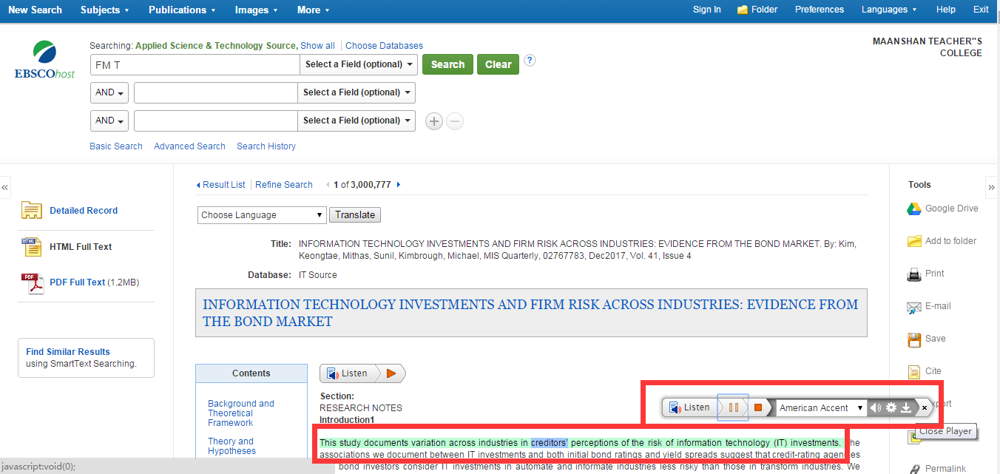 New Search Subjects Publications Images More Sign In Folder Preferences Languages Help Exit
Searching: Applied Science & Technology Source, Show all Choose Databases
MAANSHAN TEACHER"S
COLLEGE
EBSCOhost
FM T Select a Field (optional) Search Clear ?
AND Select a Field (optional)
AND Select a Field (optional)
Basic Search Advanced Search Search History
« Result List Refine Search 1 of 3,000,777 Tools »
Detailed Record
HTML Full Text
PDF Full Text (1.2MB)
Find Similar Results
using SmartText Searching.
Choose Language Translate
Title: INFORMATION TECHNOLOGY INVESTMENTS AND FIRM RISK ACROSS INDUSTRIES: EVIDENCE FROM THE BOND MARKET. By: Kim,
Keongtae, Mithas, Sunil, Kimbrough, Michael, MIS Quarterly, 02767783, Dec2017, Vol. 41, Issue 4
Database: IT Source
INFORMATION TECHNOLOGY INVESTMENTS AND FIRM RISK ACROSS INDUSTRIES: EVIDENCE FROM
THE BOND MARKET
Contents
Background and
Theoretical
Framework
Theory and
Hypotheses
Listen
Section:
RESEARCH NOTES
Introduction1
Listen American Accent ×
Close Player
This study documents variation across industries in creditors' perceptions of the risk of information technology (IT) investments.
associations we document between IT investments and both initial bond ratings and yield spreads suggest that credit-rating agencies
bond investors consider IT investments in automate and informate industries less risky than those in transform industries. We
Google Drive
Add to folder
Print
E-mail
Save
Cite
Permalink
javascript:void(0);